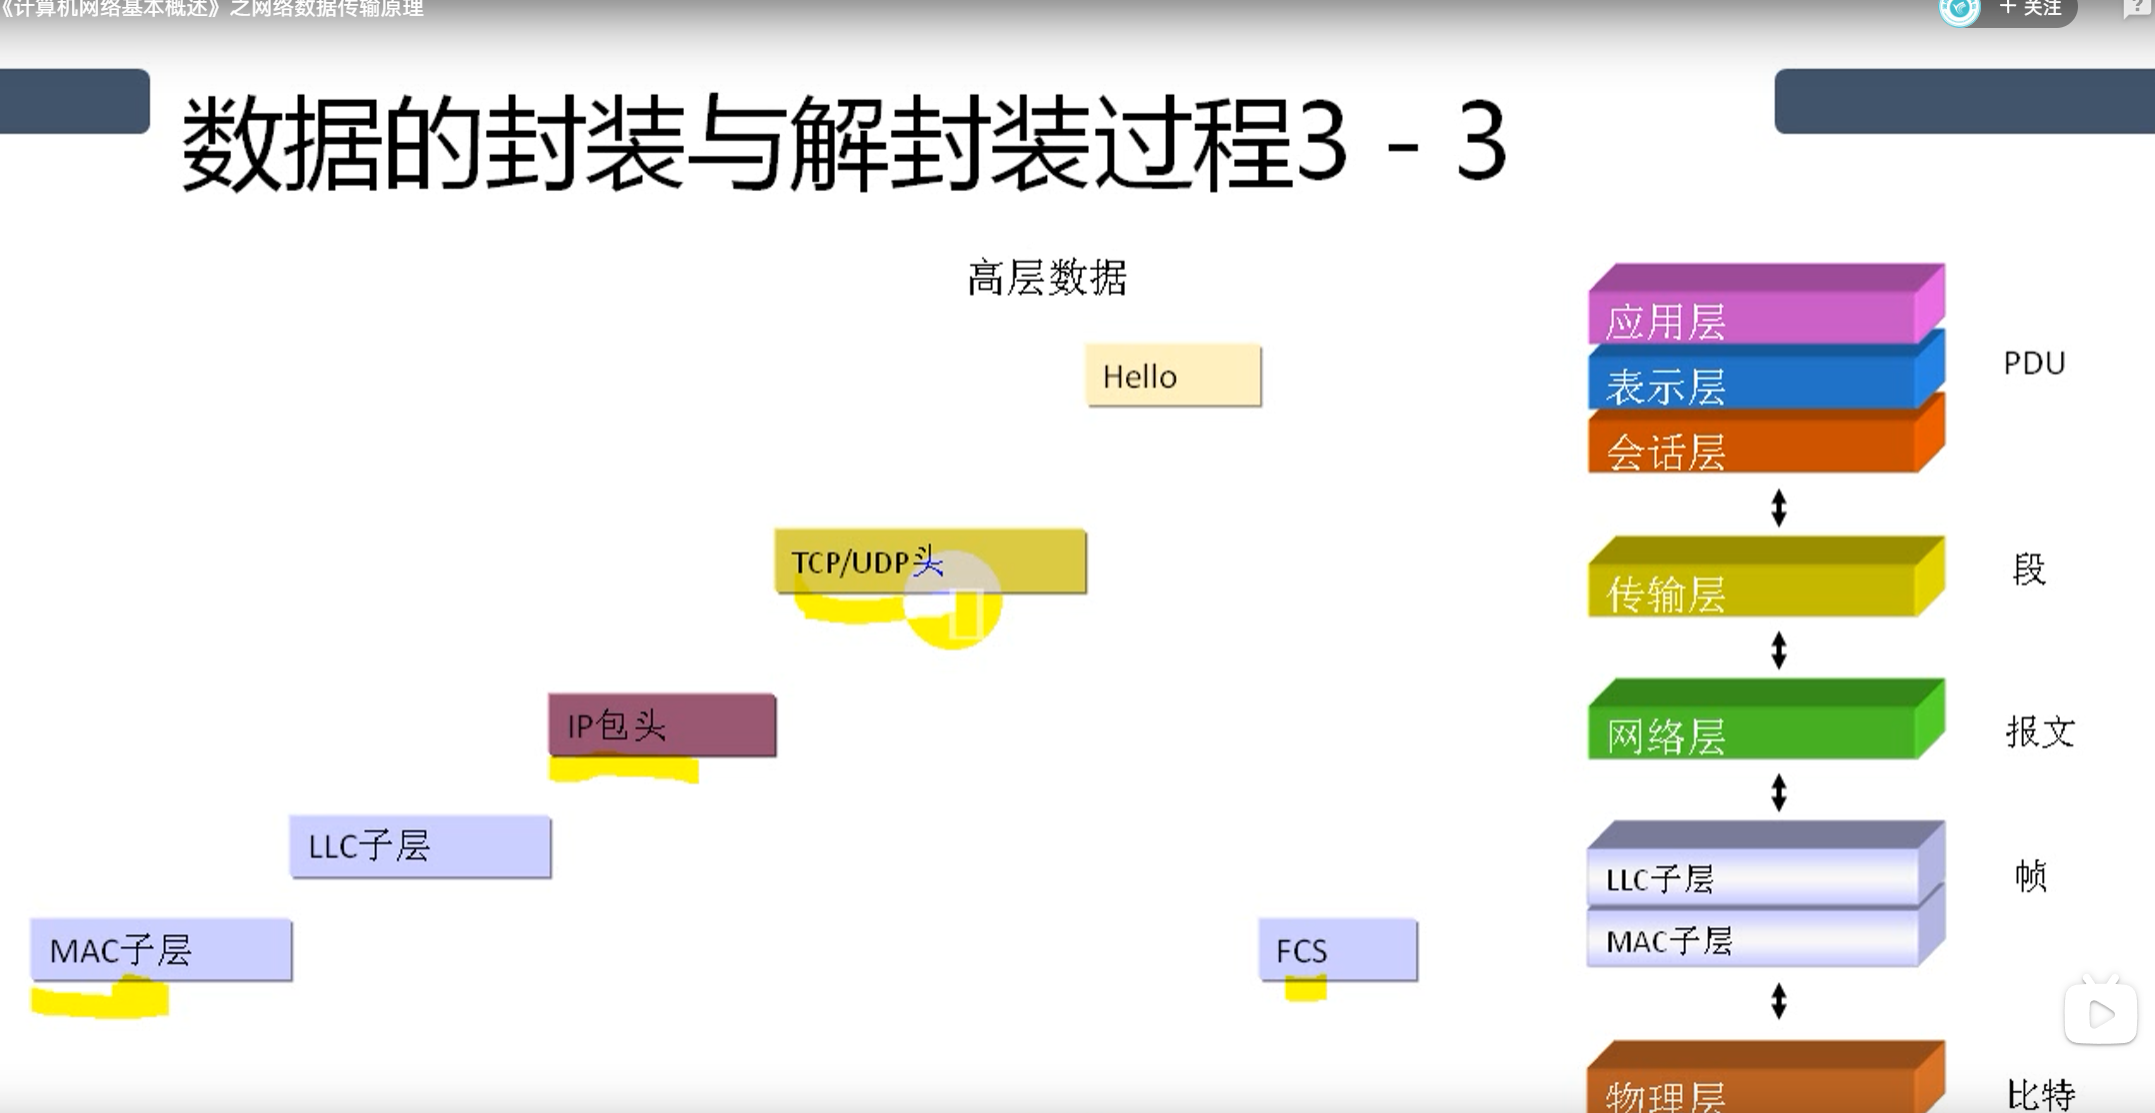 《计算机网络基本概述》之网络数据传输原理
+ 关注
数据的封装与解封装过程3 - 3
高层数据
Hello
TCP/UDP头
IP包头
LLC子层
MAC子层
FCS
应用层
表示层
会话层
PDU
传输层
段
网络层
报文
LLC子层
MAC子层
帧
物理层
比特